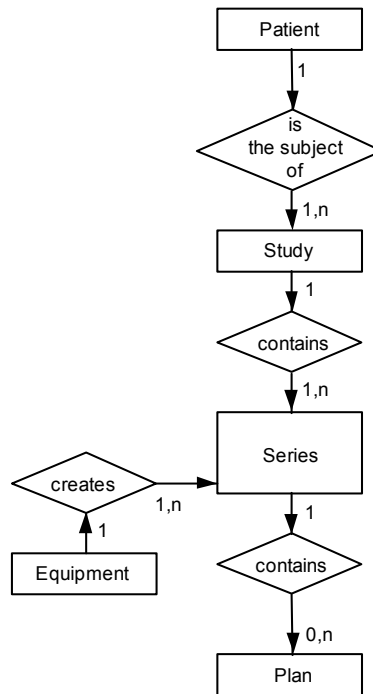 Patient
1
is
the subject
of
1,n
Study
1
contains
1,n
Series
creates
1,n
1
Equipment
1
contains
0,n
Plan